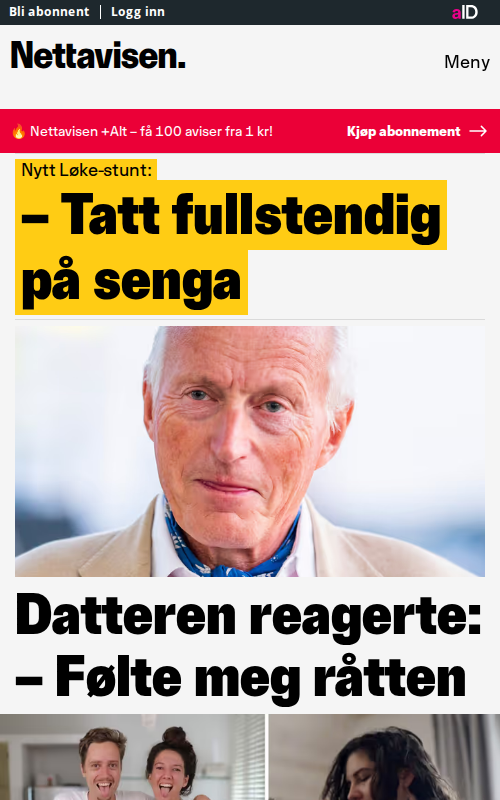 Bli abonnent
Logg inn
aID
Nettavisen.
Meny
🔥 Nettavisen +Alt – få 100 aviser fra 1 kr!
Kjøp abonnement →
Nytt Løke-stunt:
– Tatt fullstendig
på senga
Datteren reagerte:
– Følte meg råtten